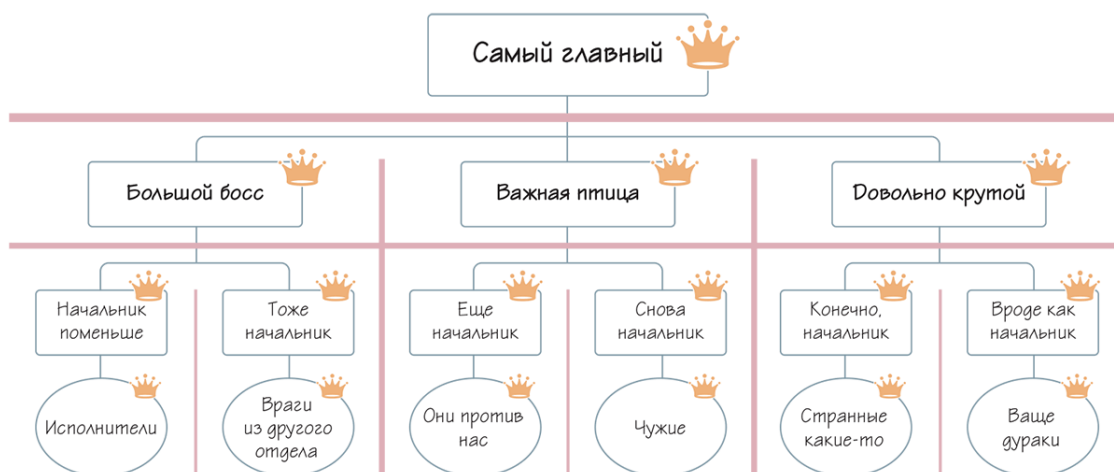 Самый главный
Большой босс
Важная птица
Довольно крутой
Начальник
поменьше
Тоже
начальник
Еще
начальник
Снова
начальник
Конечно,
начальник
Вроде как
начальник
Исполнители
Враги
из другого
отдела
Они против
нас
Чужие
Странные
какие-то
Ваще
дураки